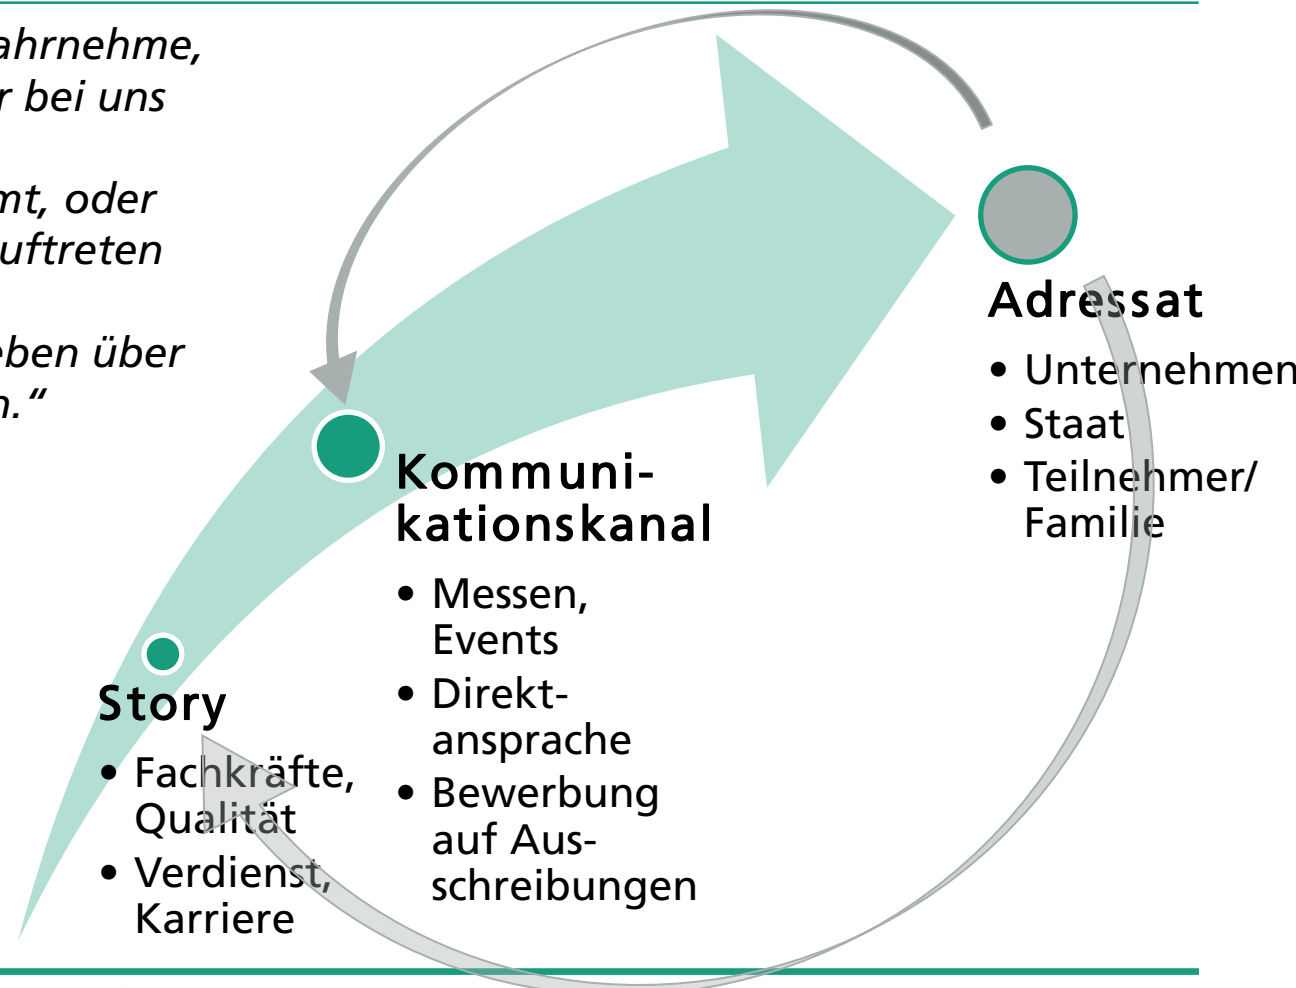 ahrnehme,
r bei uns
mt, oder
uftreten
eben über
n.“
Adressat
• Unternehmen
• Staat
• Teilnehmer/
Familie
Kommuni-
kationskanal
• Messen,
Events
• Direkt-
ansprache
• Bewerbung
auf Aus-
schreibungen
Story
• Fachkräfte,
Qualität
• Verdienst,
Karriere